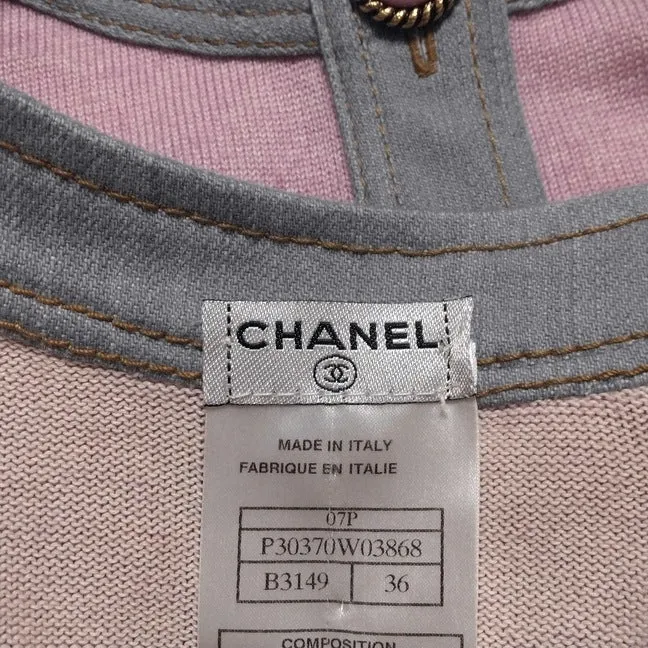 CHANEL
MADE IN ITALY
FABRIQUE EN ITALIE
07P
P30370W03868
B3149 36
COMPOSITION